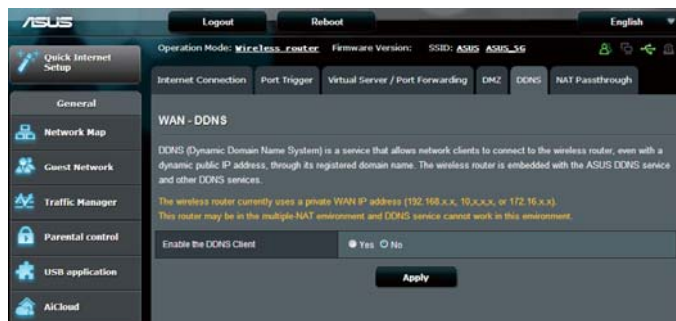 ASUS
Logout
Reboot
English
Quick Internet Setup
Operation Mode: Wireless router Firmware Version: SSID: ASUS ASUS_5G
Internet Connection
Port Trigger
Virtual Server / Port Forwarding
DMZ
DDNS
NAT Passthrough
General
Network Map
Guest Network
Traffic Manager
Parental control
USB application
AiCloud
WAN - DDNS
DDNS (Dynamic Domain Name System) is a service that allows network clients to connect to the wireless router, even with a
dynamic public IP address, through its registered domain name. The wireless router is embedded with the ASUS DDNS service
and other DDNS services.
The wireless router currently uses a private WAN IP address (192.168.x.x, 10,x,x,x, or 172.16.x.x).
This router may be in the multiple-NAT environment and DDNS service cannot work in this environment.
Enable the DDNS Client
Yes No
Apply